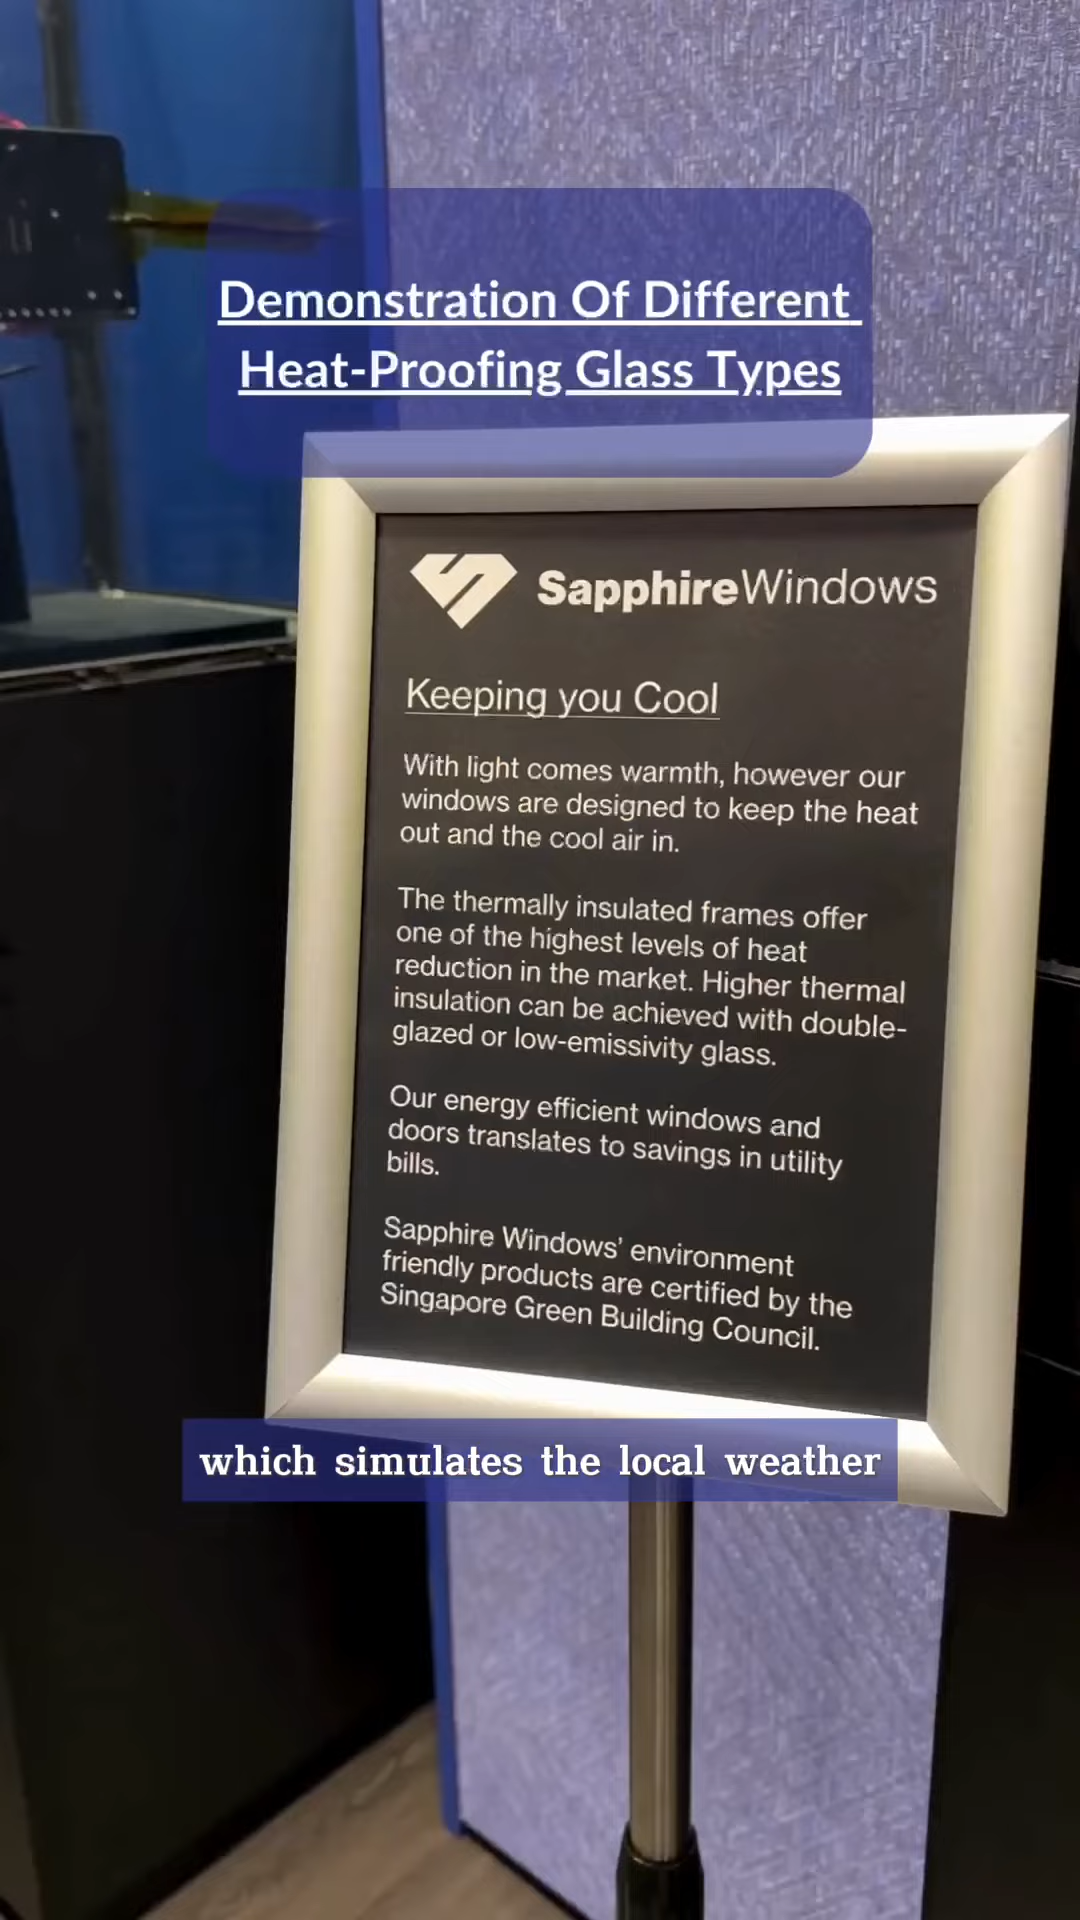 Demonstration Of Different
Heat-Proofing Glass Types
SapphireWindows
Keeping you Cool
With light comes warmth, however our
windows are designed to keep the heat
out and the cool air in.
The thermally insulated frames offer
one of the highest levels of heat
reduction in the market. Higher thermal
insulation can be achieved with double-
glazed or low-emissivity glass.
Our energy efficient windows and
doors translates to savings in utility
bills.
Sapphire Windows' environment
friendly products are certified by the
Singapore Green Building Council.
which simulates the local weather